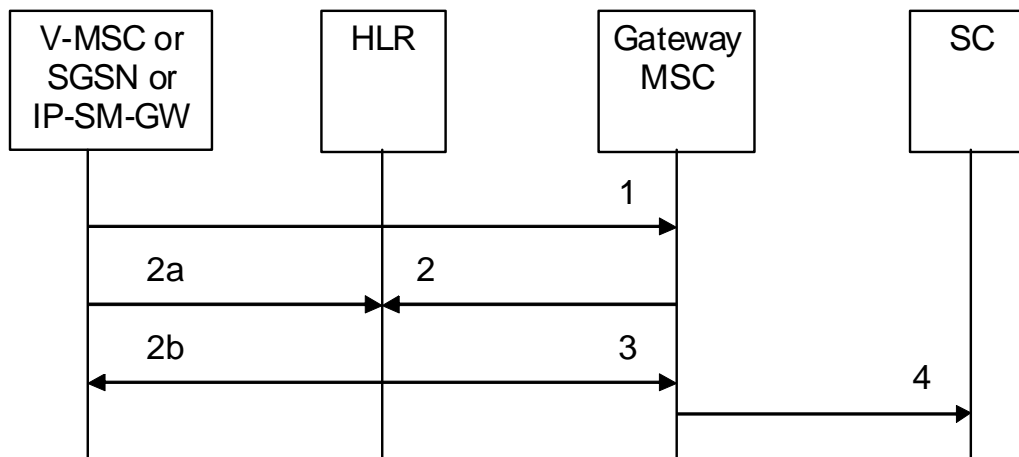 V-MSC or
SGSN or
IP-SM-GW
HLR
Gateway
MSC
SC
1
2a
2
2b
3
4